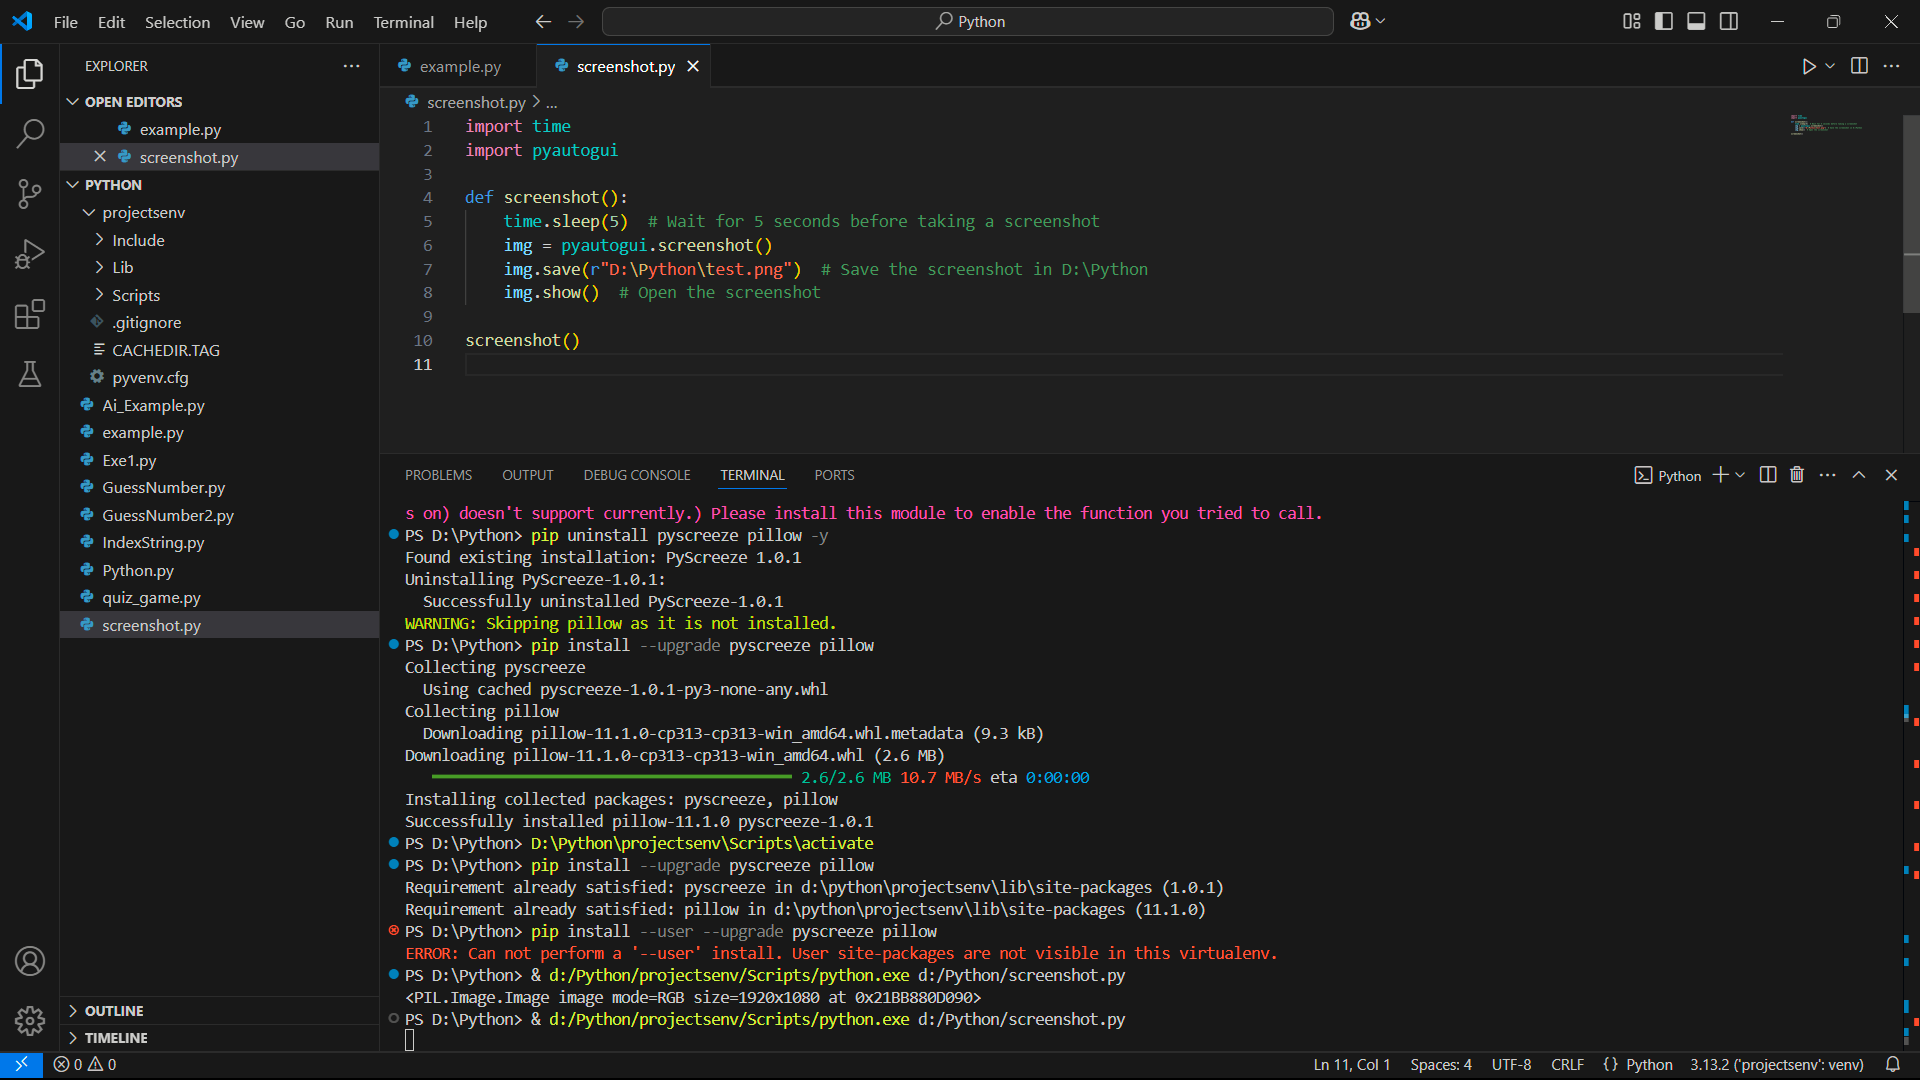 File Edit Selection View Go Run Terminal Help
Python
EXPLORER
OPEN EDITORS
example.py
screenshot.py
PYTHON
projectsenv
Include
Lib
Scripts
.gitignore
CACHEDIR.TAG
pyvenv.cfg
Ai_Example.py
example.py
Exe1.py
GuessNumber.py
GuessNumber2.py
IndexString.py
Python.py
quiz_game.py
screenshot.py
OUTLINE
TIMELINE
example.py screenshot.py
screenshot.py > ...
1 import time
2 import pyautogui
3
4 def screenshot():
5 time.sleep(5) # Wait for 5 seconds before taking a screenshot
6 img = pyautogui.screenshot()
7 img.save(r"D:\Python\test.png") # Save the screenshot in D:\Python
8 img.show() # Open the screenshot
9
10 screenshot()
11
PROBLEMS OUTPUT DEBUG CONSOLE TERMINAL PORTS
Python
s on) doesn't support currently.) Please install this module to enable the function you tried to call.
PS D:\Python> pip uninstall pyscreeze pillow -y
Found existing installation: PyScreeze 1.0.1
Uninstalling PyScreeze-1.0.1:
Successfully uninstalled PyScreeze-1.0.1
WARNING: Skipping pillow as it is not installed.
PS D:\Python> pip install --upgrade pyscreeze pillow
Collecting pyscreeze
Using cached pyscreeze-1.0.1-py3-none-any.whl
Collecting pillow
Downloading pillow-11.1.0-cp313-cp313-win_amd64.whl.metadata (9.3 kB)
Downloading pillow-11.1.0-cp313-cp313-win_amd64.whl (2.6 MB)
2.6/2.6 MB 10.7 MB/s eta 0:00:00
Installing collected packages: pyscreeze, pillow
Successfully installed pillow-11.1.0 pyscreeze-1.0.1
PS D:\Python> D:\Python\projectsenv\Scripts\activate
PS D:\Python> pip install --upgrade pyscreeze pillow
Requirement already satisfied: pyscreeze in d:\python\projectsenv\lib\site-packages (1.0.1)
Requirement already satisfied: pillow in d:\python\projectsenv\lib\site-packages (11.1.0)
PS D:\Python> pip install --user --upgrade pyscreeze pillow
ERROR: Can not perform a '--user' install. User site-packages are not visible in this virtualenv.
PS D:\Python> & d:/Python/projectsenv/Scripts/python.exe d:/Python/screenshot.py
<PIL.Image.Image image mode=RGB size=1920x1080 at 0x21BB880D090>
PS D:\Python> & d:/Python/projectsenv/Scripts/python.exe d:/Python/screenshot.py
0 0
Ln 11, Col 1 Spaces: 4 UTF-8 CRLF {} Python 3.13.2 ('projectsenv': venv)